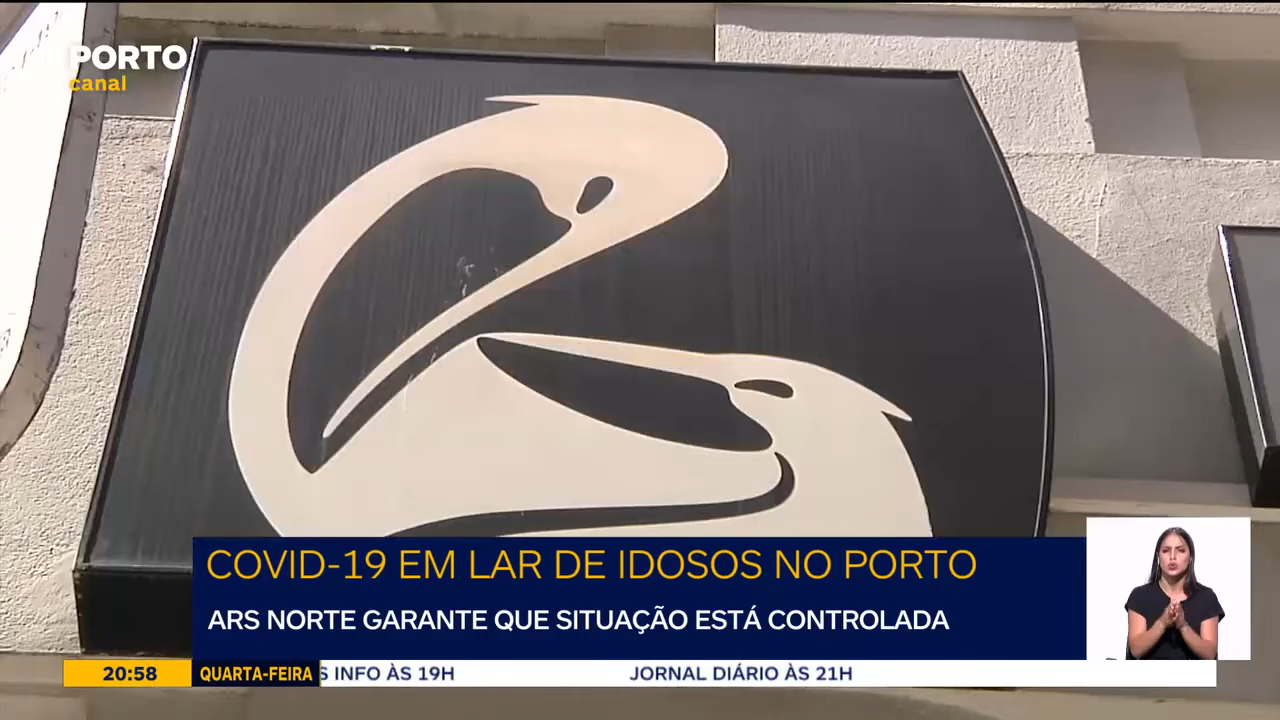 PORTO
canal
COVID-19 EM LAR DE IDOSOS NO PORTO
ARS NORTE GARANTE QUE SITUAÇÃO ESTÁ CONTROLADA
20:58 QUARTA-FEIRA S INFO ÀS 19H JORNAL DIÁRIO ÀS 21H